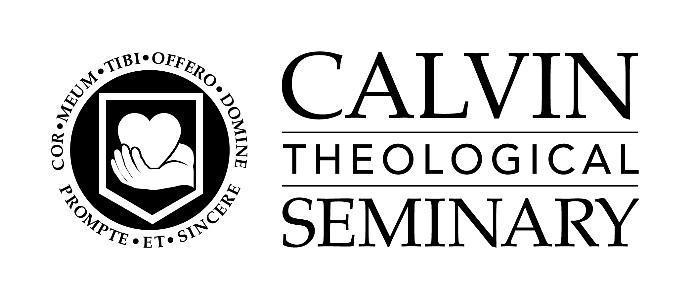 COR•MEUM•TIBI•OFFERO•DOMINE
PROMPTE•ET•SINCERE
CALVIN
THEOLOGICAL
SEMINARY